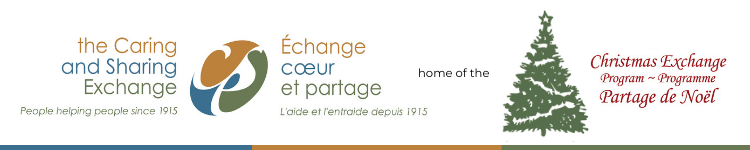 the Caring
and Sharing
Exchange
People helping people since 1915
Échange
cœur
et partage
L'aide et l'entraide depuis 1915
home of the
Christmas Exchange
Program ~ Programme
Partage de Noël